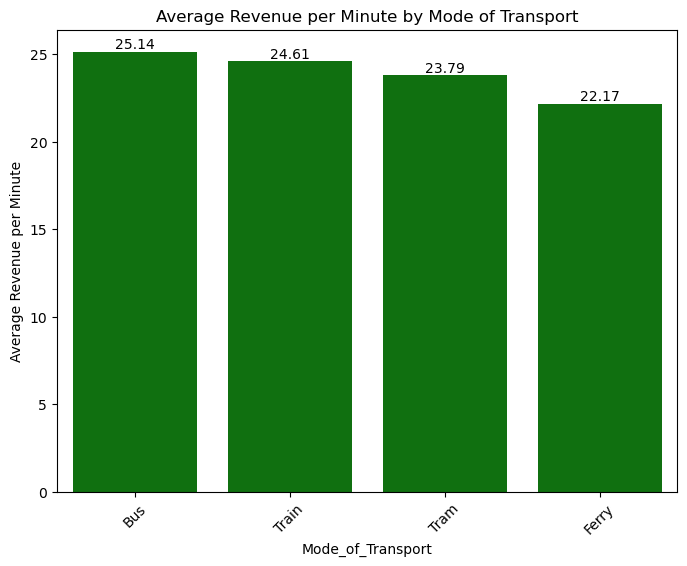 Average Revenue per Minute by Mode of Transport
25.14
24.61
23.79
22.17
25
20
15
10
5
0
Average Revenue per Minute
Bus
Train
Tram
Ferry
Mode_of_Transport